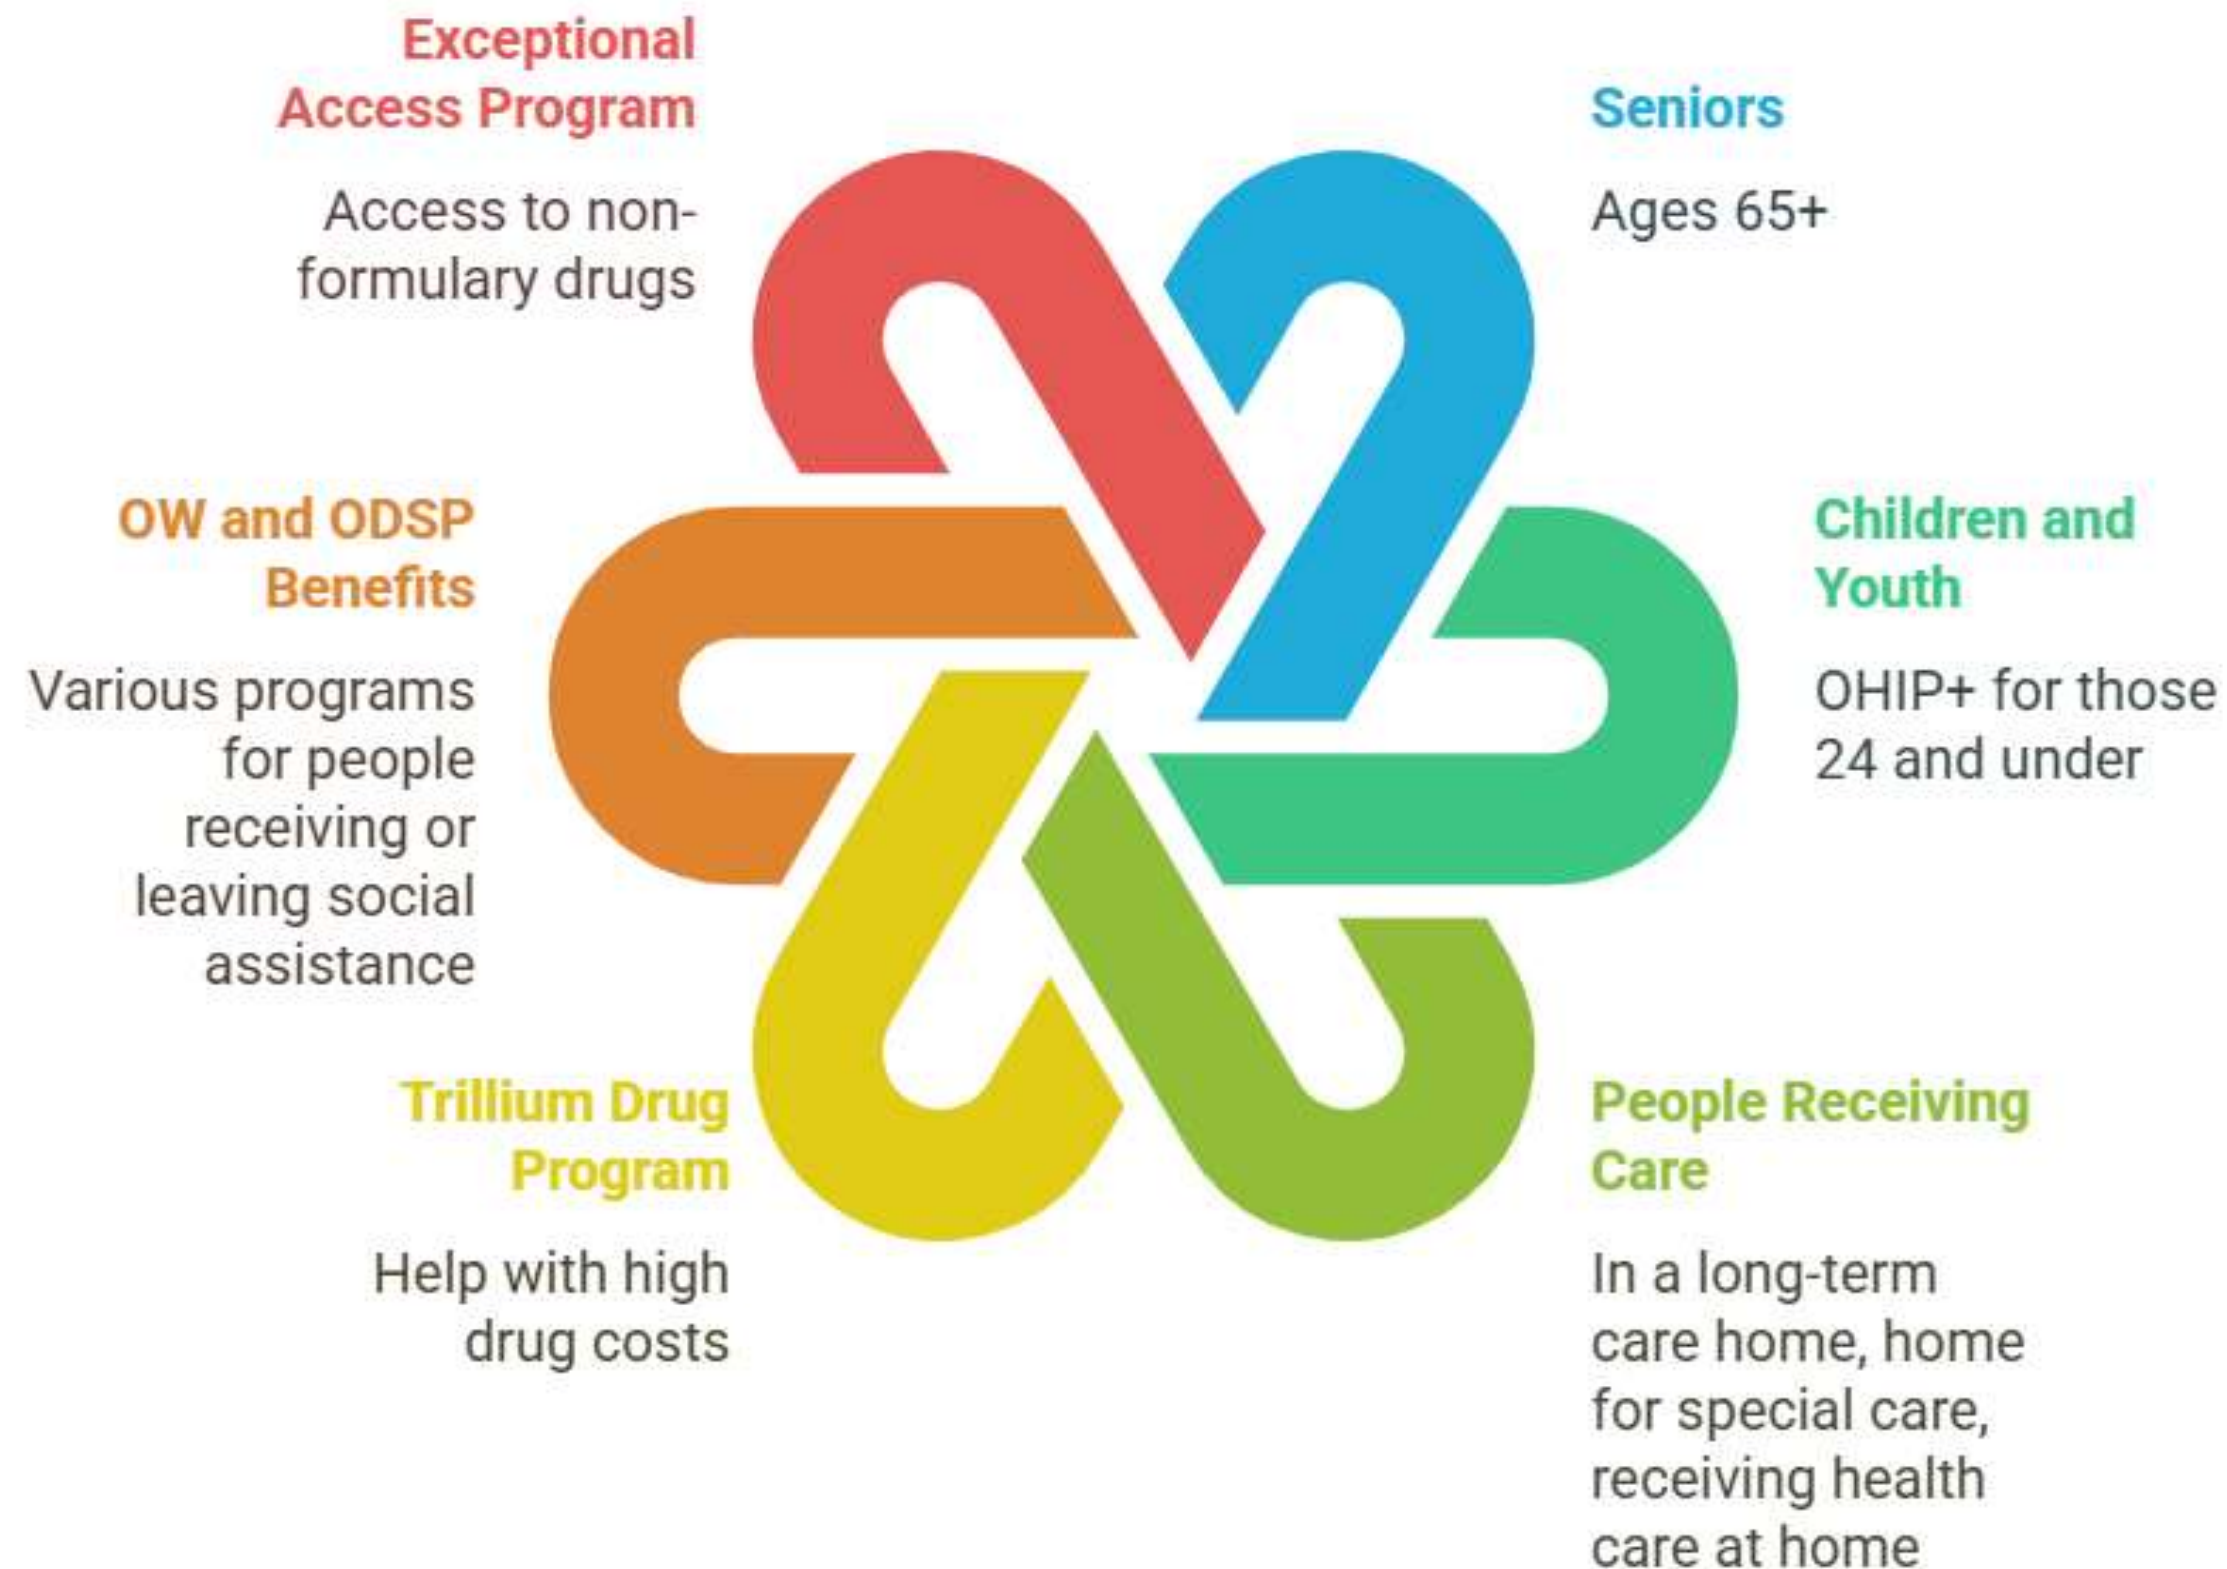 Exceptional
Access Program
Access to non-
formulary drugs
Seniors
Ages 65+
OW and ODSP
Benefits
Various programs
for people
receiving or
leaving social
assistance
Children and
Youth
OHIP+ for those
24 and under
Trillium Drug
Program
Help with high
drug costs
People Receiving
Care
In a long-term
care home, home
for special care,
receiving health
care at home